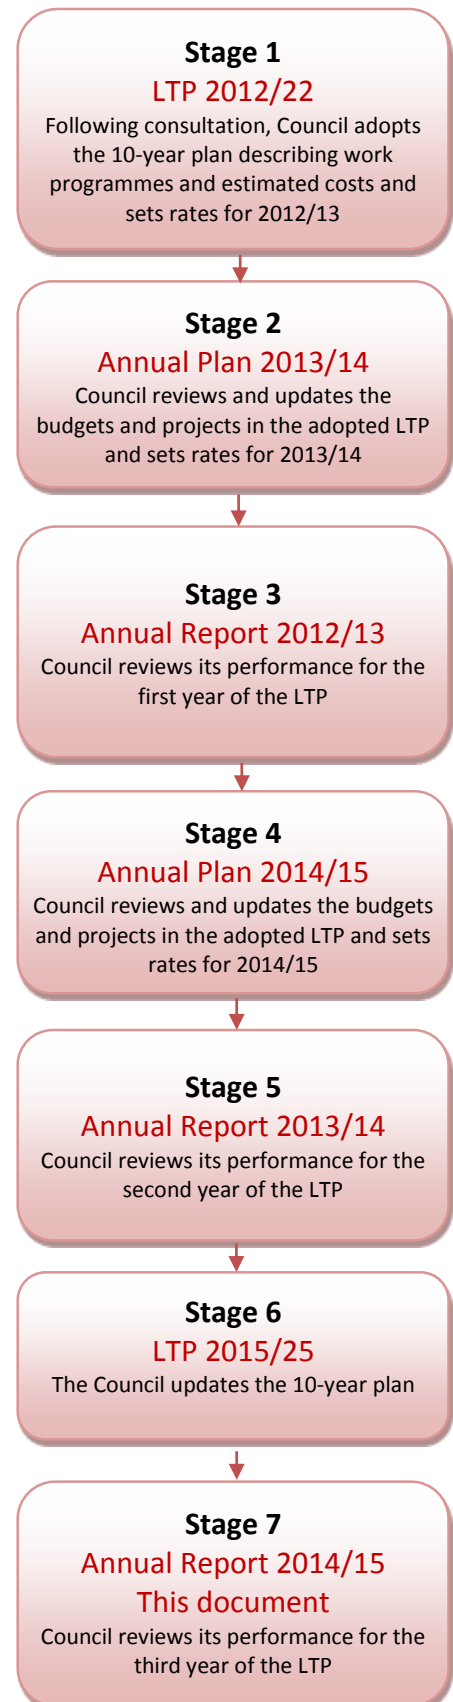 Stage 1
LTP 2012/22
Following consultation, Council adopts
the 10-year plan describing work
programmes and estimated costs and
sets rates for 2012/13
Stage 2
Annual Plan 2013/14
Council reviews and updates the
budgets and projects in the adopted LTP
and sets rates for 2013/14
Stage 3
Annual Report 2012/13
Council reviews its performance for the
first year of the LTP
Stage 4
Annual Plan 2014/15
Council reviews and updates the budgets
and projects in the adopted LTP and sets
rates for 2014/15
Stage 5
Annual Report 2013/14
Council reviews its performance for the
second year of the LTP
Stage 6
LTP 2015/25
The Council updates the 10-year plan
Stage 7
Annual Report 2014/15
This document
Council reviews its performance for the
third year of the LTP